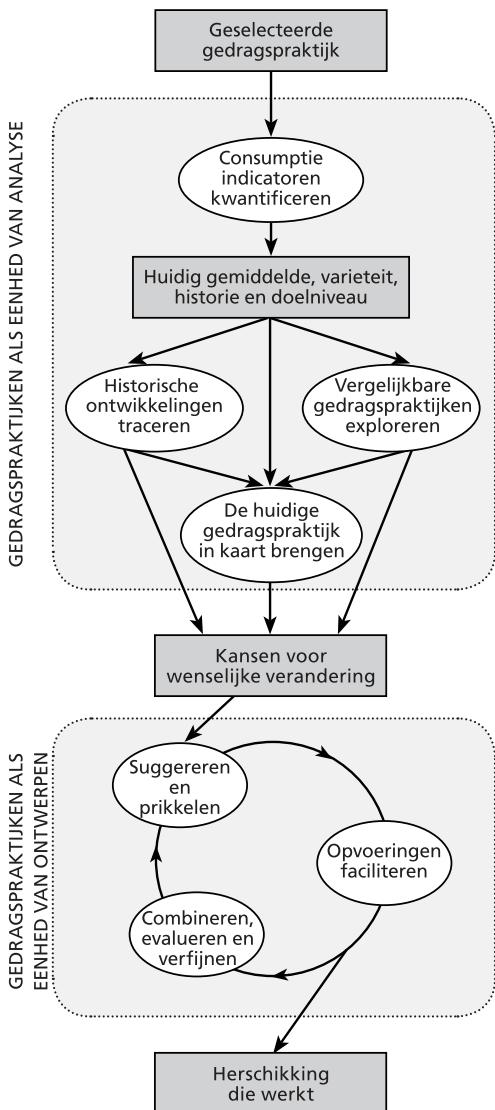 Geselecteerde
gedragspraktijk
GEDRAGSPRAKTIJKEN ALS EENHED VAN ANALYSE
Consumptie
indicatoren
kwantificeren
Huidig gemiddelde, varieteit,
historie en doelniveau
Historische
ontwikkelingen
traceren
Vergelijkbare
gedragspraktijken
exploreren
De huidige
gedragspraktijk
in kaart brengen
Kansen voor
wenselijke verandering
GEDRAGSPRAKTIJKEN ALS
EENHED VAN ONTWERPEN
Suggereren
en
prikkelen
Opvoeringen
faciliteren
Combineren,
evalueren en
verfijnen
Herschikking
die werkt